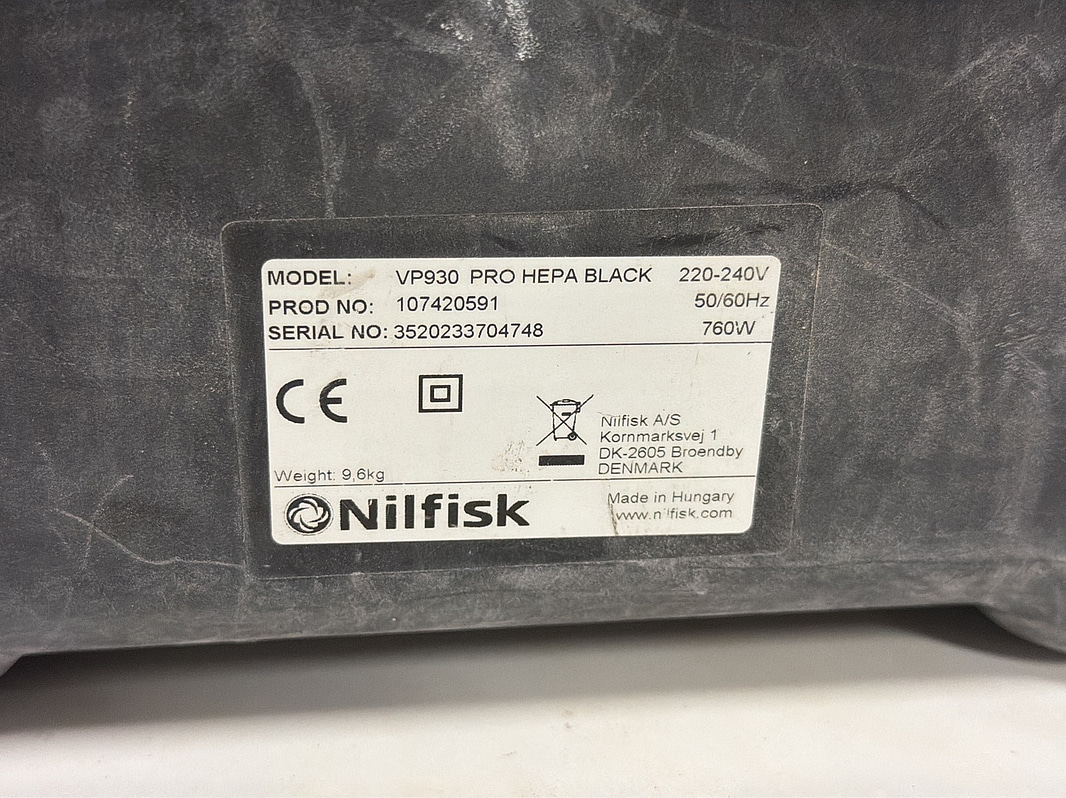 MODEL: VP930 PRO HEPA BLACK 220-240V
PROD NO: 107420591 50/60Hz
SERIAL NO: 3520233704748 760W
CE
Nilfisk A/S
Kornmarksvej 1
DK-2605 Broendby
DENMARK
Weight: 9,6kg
Nilfisk
Made in Hungary
www.nilfisk.com